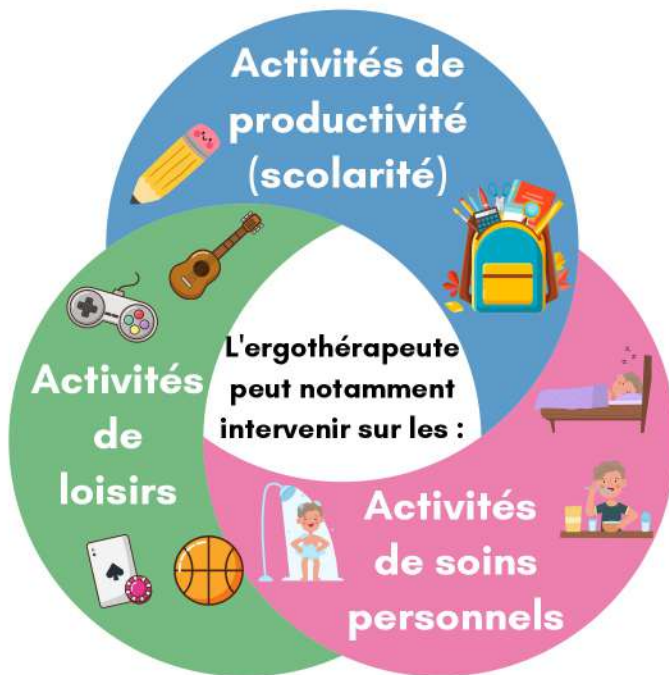 Activités de
productivité
(scolarité)
L'ergothérapeute
peut notamment
intervenir sur les :
Activités
de
loisirs
Activités
de soins
personnels